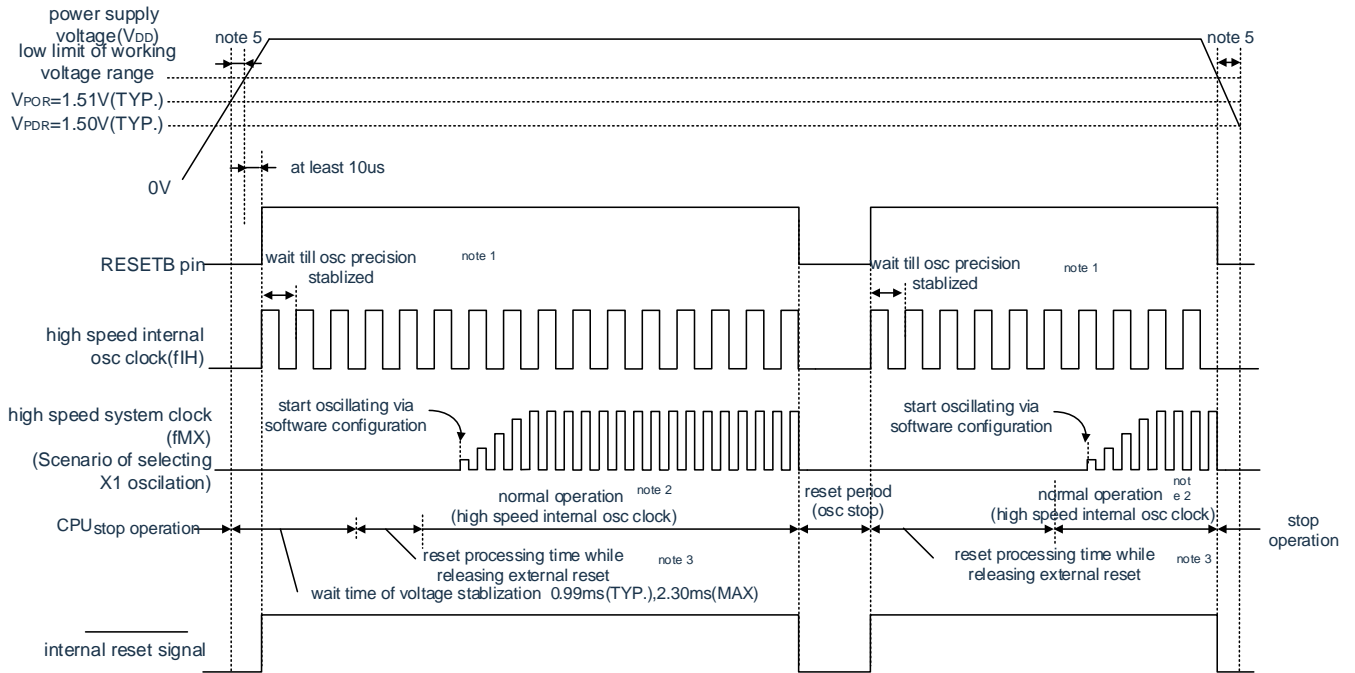 power supply
voltage(VDD)
note 5
note 5
low limit of working
voltage range
VPOR=1.51V(TYP.)
VPDR=1.50V(TYP.)
at least 10us
0V
RESETB pin
wait till osc precision
stablized
note 1
wait till osc precision
stablized
note 1
high speed internal
osc clock(fIH)
high speed system clock
(fMX)
(Scenario of selecting
X1 oscilation)
start oscillating via
software configuration
start oscillating via
software configuration
CPU stop operation
normal operation note 2
(high speed internal osc clock)
reset period
(osc stop)
normal operation not
e 2
(high speed internal osc clock)
stop
operation
reset processing time while
releasing external reset
note 3
reset processing time while
releasing external reset
note 3
wait time of voltage stablization 0.99ms(TYP.),2.30ms(MAX)
internal reset signal